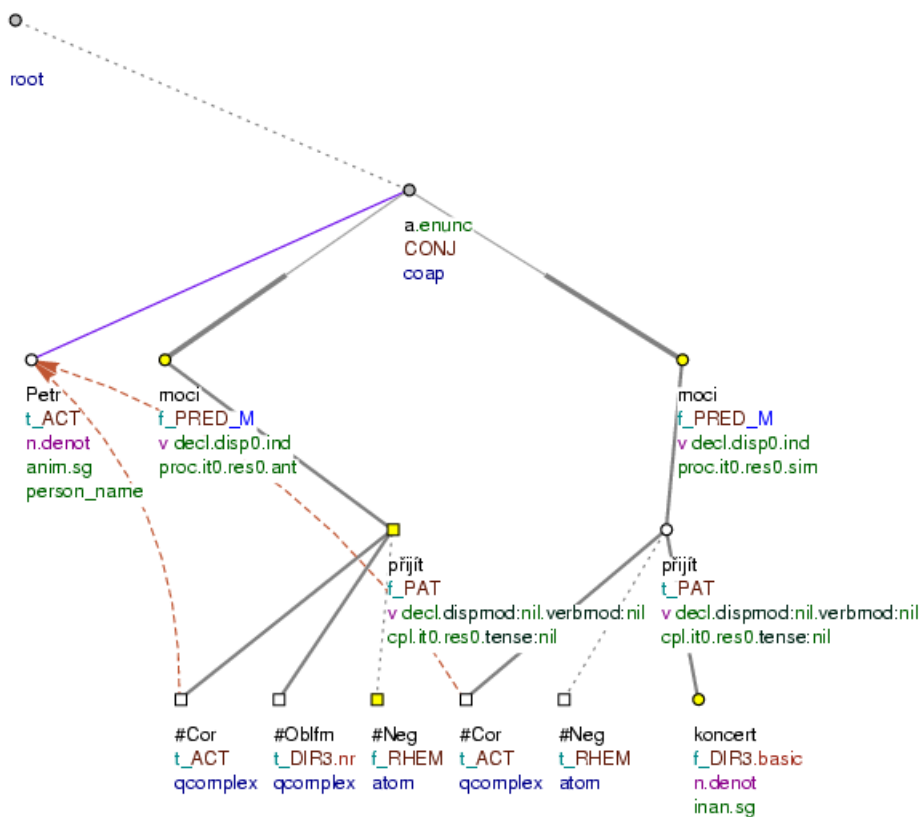 root
a.enunc
CONJ
coap
Petr
t_ACT
n.denot
anim.sg
person_name
moci
f_PRED_M
v decl.disp0.ind
proc.it0.res0.ant
moci
f_PRED_M
v decl.disp0.ind
proc.it0.res0.sim
přijít
f_PAT
v decl.dispmod:nil.verbmod:nil
cpl.it0.res0.tense:nil
přijít
t_PAT
v decl.dispmod:nil.verbmod:nil
cpl.it0.res0.tense:nil
#Cor
t_ACT
qcomplex
#Oblfm
t_DIR3.nr
qcomplex
#Neg
f_RHEM
atom
#Cor
t_ACT
qcomplex
#Neg
t_RHEM
atom
koncert
f_DIR3.basic
n.denot
inan.sg